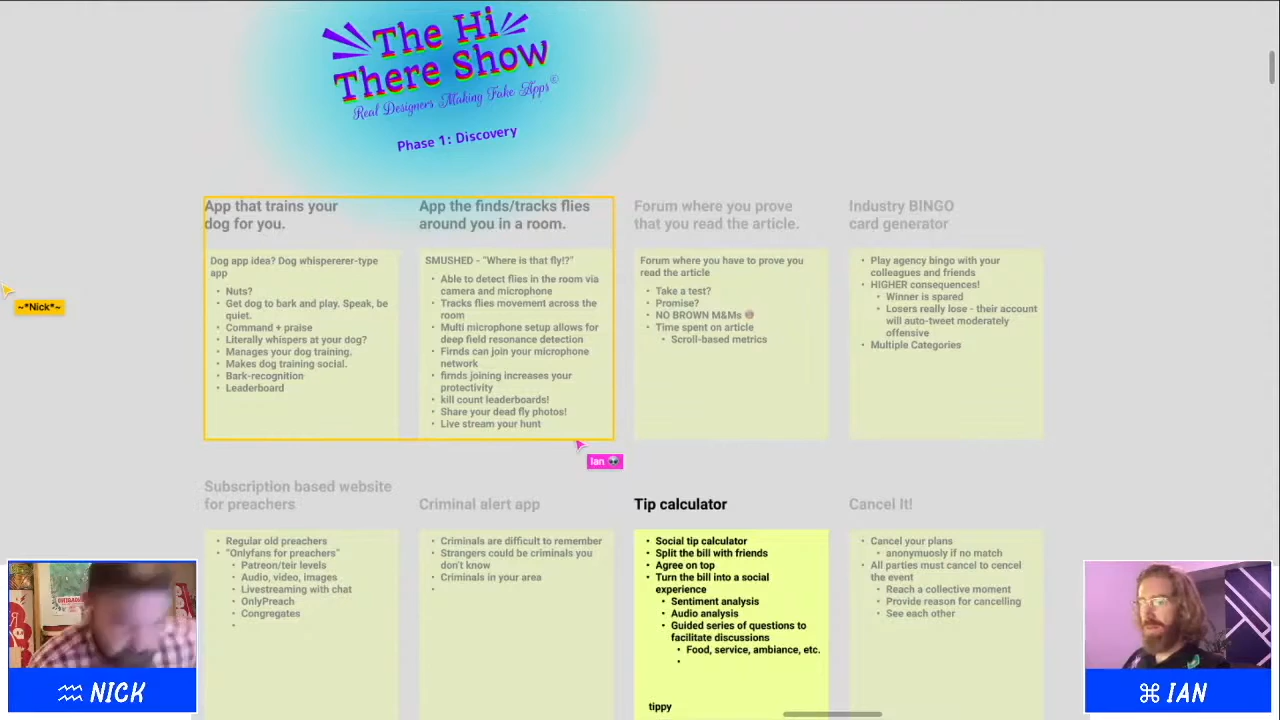 The Hi
There Show
Real Designers Making Fake Apps®
Phase 1: Discovery
App that trains your
dog for you.
Dog app idea? Dog whispererer-type
app
• Nuts?
• Get dog to bark and play. Speak, be
quiet.
• Command + praise
• Literally whispers at your dog?
• Manages your dog training.
• Makes dog training social.
• Bark-recognition
• Leaderboard
App the finds/tracks flies
around you in a room.
SMUSHED - "Where is that fly!?"
• Able to detect flies in the room via
camera and microphone
• Tracks flies movement across the
room
• Multi microphone setup allows for
deep field resonance detection
• Firnds can join your microphone
network
• firnds joining increases your
protectivity
• kill count leaderboards!
• Share your dead fly photos!
• Live stream your hunt
Forum where you prove
that you read the article.
Forum where you have to prove you
read the article
• Take a test?
• Promise?
• NO BROWN M&Ms
• Time spent on article
• Scroll-based metrics
Industry BINGO
card generator
• Play agency bingo with your
colleagues and friends
• HIGHER consequences!
• Winner is spared
• Losers really lose - their account
will auto-tweet moderately
offensive
• Multiple Categories
~*Nick*~
Ian 👽
Subscription based website
for preachers
• Regular old preachers
• "Onlyfans for preachers"
• Patreon/teir levels
• Audio, video, images
• Livestreaming with chat
• OnlyPreach
• Congregates
•
Criminal alert app
• Criminals are difficult to remember
• Strangers could be criminals you
don't know
• Criminals in your area
•
Tip calculator
• Social tip calculator
• Split the bill with friends
• Agree on top
• Turn the bill into a social
experience
• Sentiment analysis
• Audio analysis
• Guided series of questions to
facilitate discussions
• Food, service, ambiance, etc.
•
tippy
Cancel It!
• Cancel your plans
• anonymuosly if no match
• All parties must cancel to cencel
the event
• Reach a collective moment
• Provide reason for cancelling
• See each other
♒ NICK
⌘ IAN